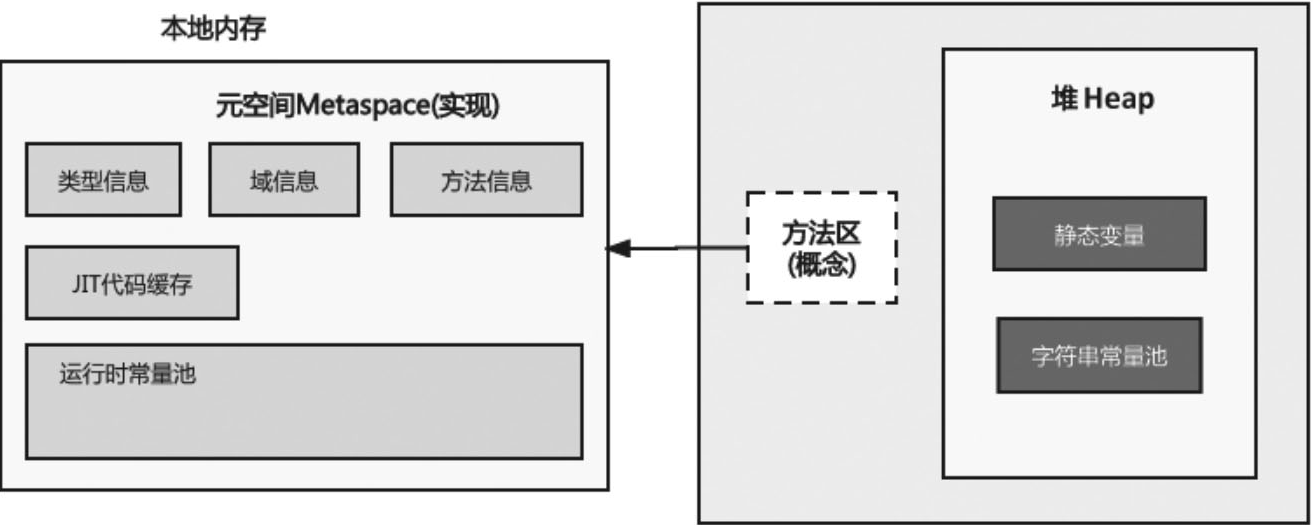 本地内存
元空间Metaspace(实现)
类型信息
域信息
方法信息
JIT代码缓存
运行时常量池
方法区
(概念)
堆 Heap
静态变量
字符串常量池